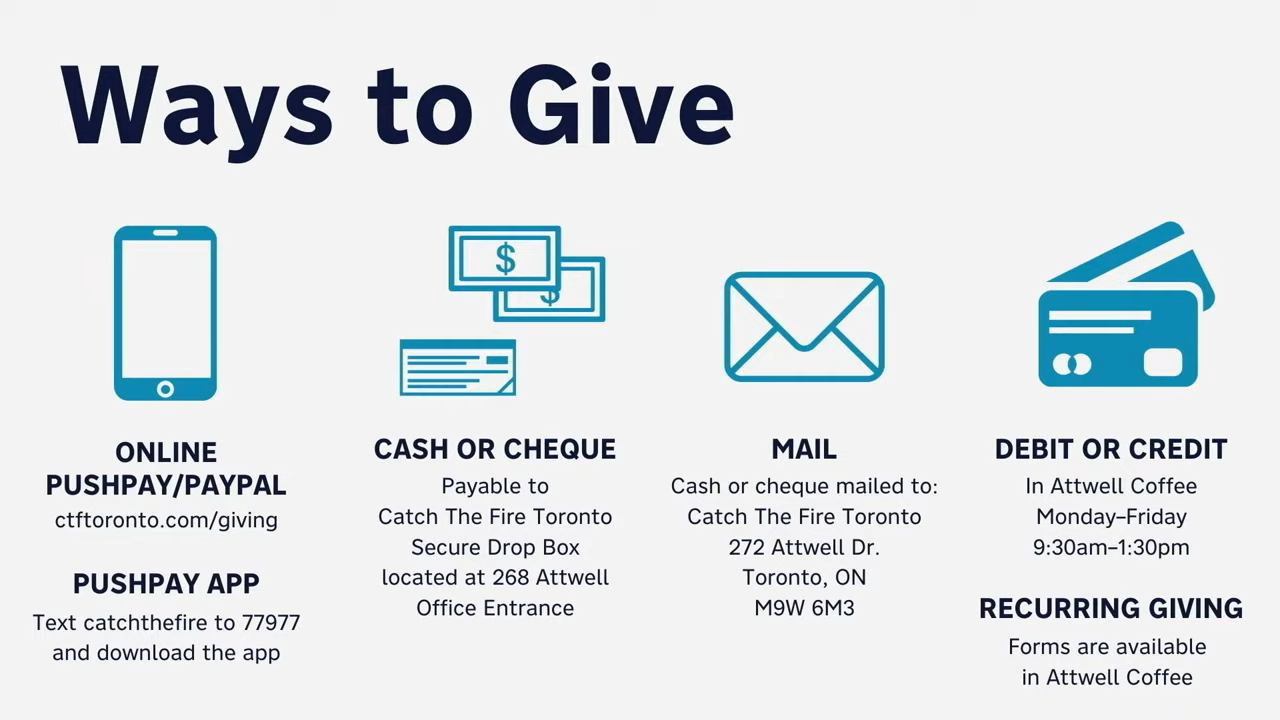 Ways to Give
$
$
ONLINE
PUSHPAY/PAYPAL
ctftoronto.com/giving
PUSHPAY APP
Text catchthefire to 77977
and download the app
CASH OR CHEQUE
Payable to
Catch The Fire Toronto
Secure Drop Box
located at 268 Attwell
Office Entrance
MAIL
Cash or cheque mailed to:
Catch The Fire Toronto
272 Attwell Dr.
Toronto, ON
M9W 6M3
DEBIT OR CREDIT
In Attwell Coffee
Monday–Friday
9:30am–1:30pm
RECURRING GIVING
Forms are available
in Attwell Coffee